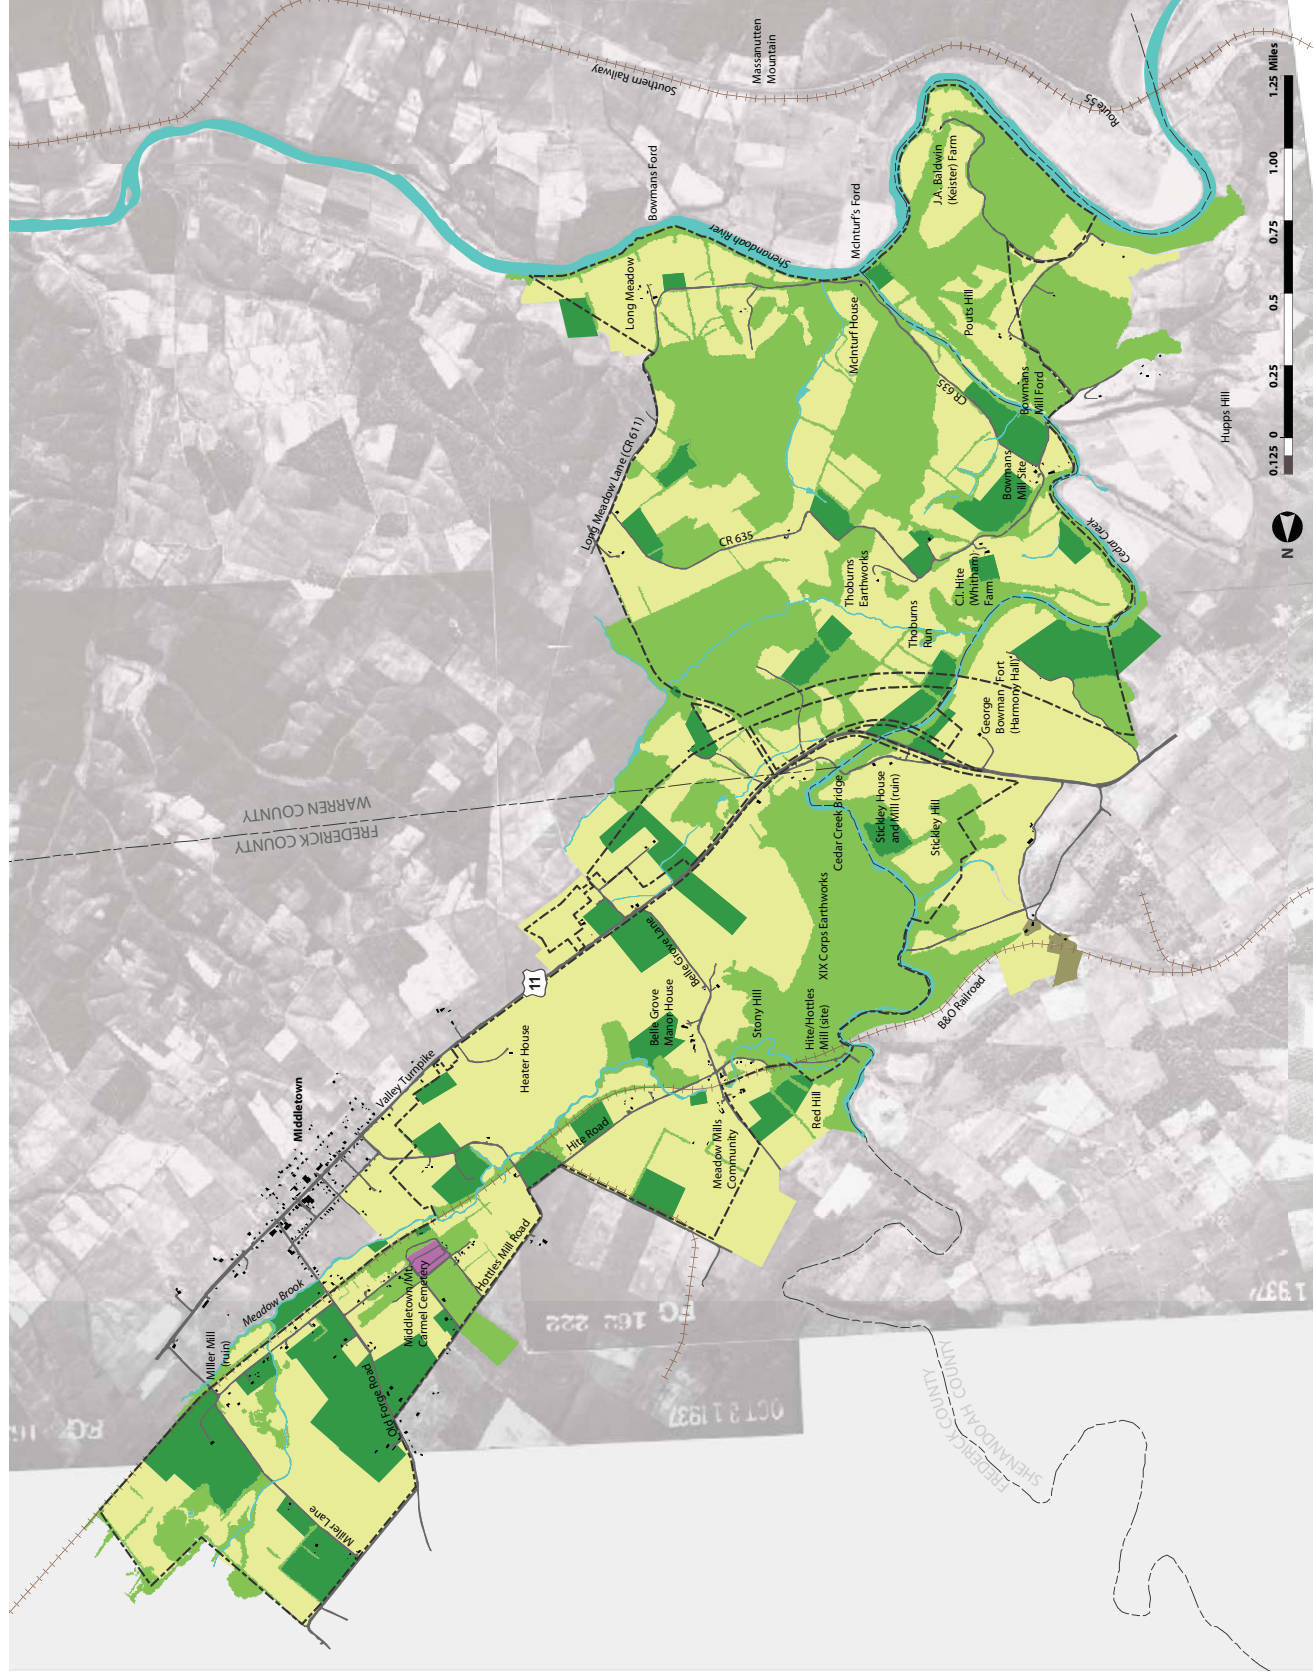 Massanutten
Mountain
Southern Railway
Route 55
1.25 Miles
1.00
0.75
0.5
0.25
0
0.125
N
Bowmans Ford
McInturf's Ford
Shenandoah River
J.A. Baldwin
(Keister) Farm
Long Meadow
McInturf House
Pouts Hill
CR 635
Bowmans
Mill Ford
Hupps Hill
Long Meadow Lane (CR 611)
Bowmans
Mill Site
CR 635
Cedar Creek
Thoburns
Earthworks
C.I. Hite
(Whitham)
Farm
Thoburns
Run
George
Bowman Fort
(Harmony Hall)
WARREN COUNTY
FREDERICK COUNTY
Cedar Creek Bridge
Stickley House
and Mill (ruin)
Stickley Hill
XIX Corps Earthworks
Belle Grove Lane
11
Belle Grove
Manor House
Stony HIll
Hite/Hottles
Mill (site)
B&O Railroad
Heater House
Valley Turnpike
Middletown
Hite Road
Meadow Mills
Community
Red Hill
Hottles Mill Road
Middletown/Mt.
Carmel Cemetery
Meadow Brook
Miller Mill
(ruin)
Old Forge Road
Miller Lane
OCT 31 1937
FREDERICK COUNTY
SHENANDOAH COUNTY